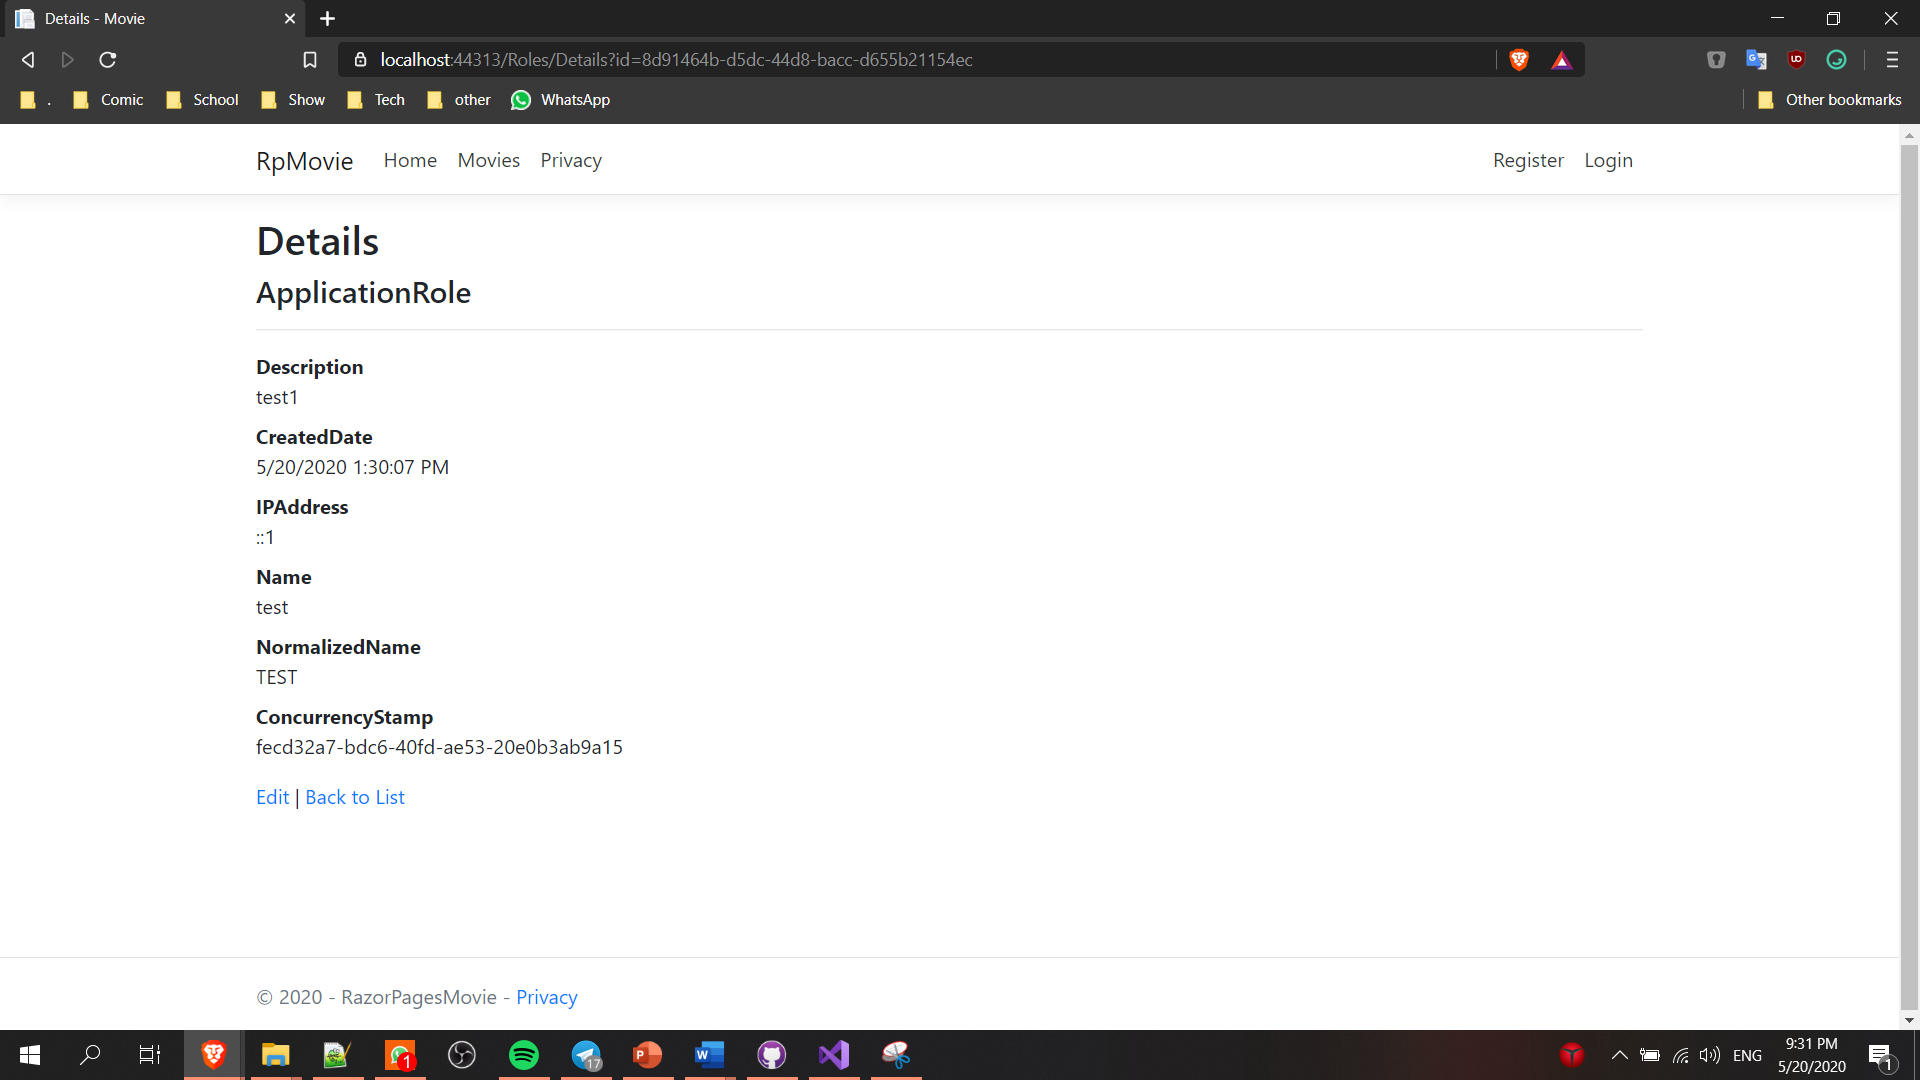 Details - Movie
localhost:44313/Roles/Details?id=8d91464b-d5dc-44d8-bacc-d655b21154ec
. Comic School Show Tech other WhatsApp Other bookmarks
RpMovie Home Movies Privacy Register Login
Details
ApplicationRole
Description
test1
CreatedDate
5/20/2020 1:30:07 PM
IPAddress
::1
Name
test
NormalizedName
TEST
ConcurrencyStamp
fecd32a7-bdc6-40fd-ae53-20e0b3ab9a15
Edit | Back to List
© 2020 - RazorPagesMovie - Privacy
1 17 ENG 9:31 PM
5/20/2020 1